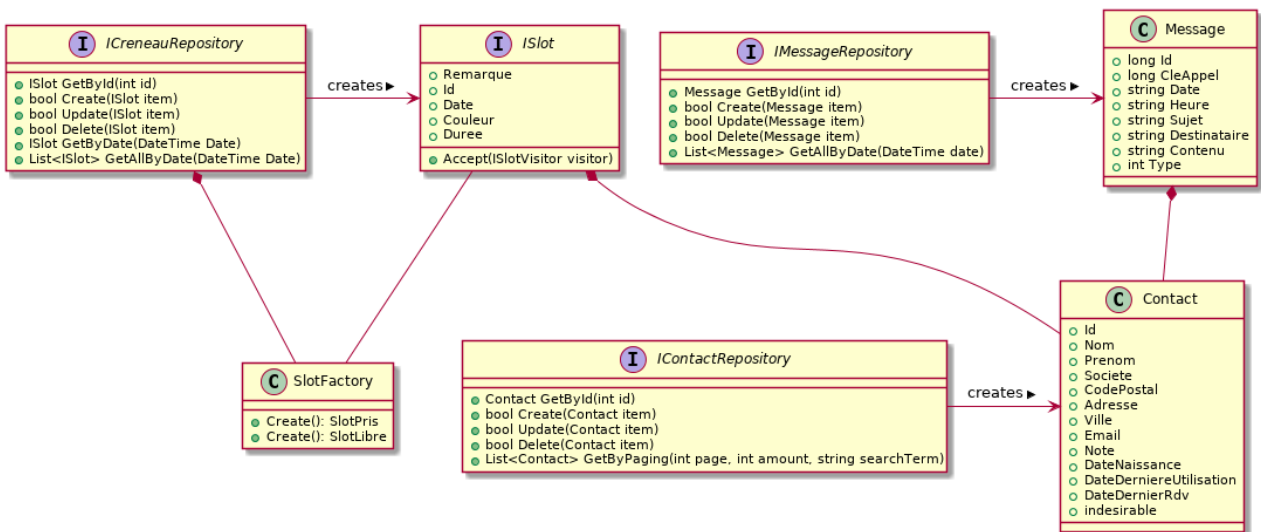 I ICreneauRepository
ISlot GetById(int id)
bool Create(ISlot item)
bool Update(ISlot item)
bool Delete(ISlot item)
ISlot GetByDate(DateTime Date)
List<ISlot> GetAllByDate(DateTime Date)
creates
I ISlot
Remarque
Id
Date
Couleur
Duree
Accept(ISlotVisitor visitor)
I IMessageRepository
Message GetById(int id)
bool Create(Message item)
bool Update(Message item)
bool Delete(Message item)
List<Message> GetAllByDate(DateTime date)
creates
C Message
long Id
long CleAppel
string Date
string Heure
string Sujet
string Destinataire
string Contenu
int Type
C SlotFactory
Create(): SlotPris
Create(): SlotLibre
I IContactRepository
Contact GetById(int id)
bool Create(Contact item)
bool Update(Contact item)
bool Delete(Contact item)
List<Contact> GetByPaging(int page, int amount, string searchTerm)
creates
C Contact
Id
Nom
Prenom
Societe
CodePostal
Adresse
Ville
Email
Note
DateNaissance
DateDerniereUtilisation
DateDernierRdv
indesirable